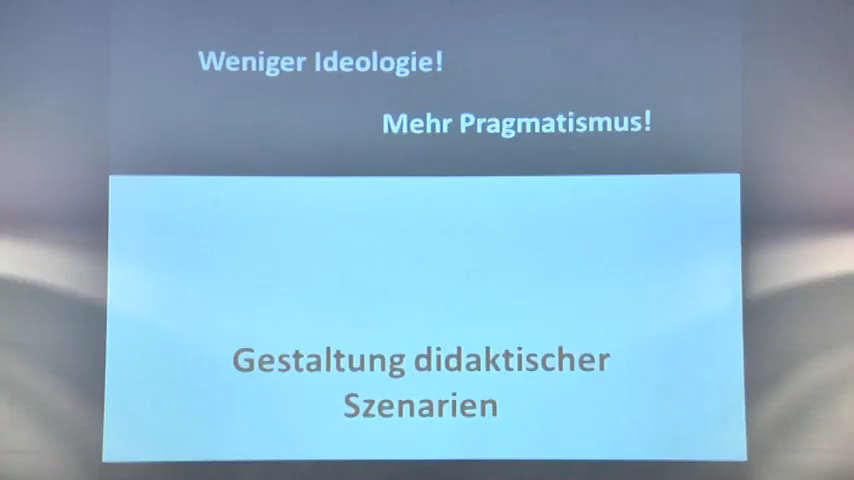 Weniger Ideologie!
Mehr Pragmatismus!
Gestaltung didaktischer
Szenarien